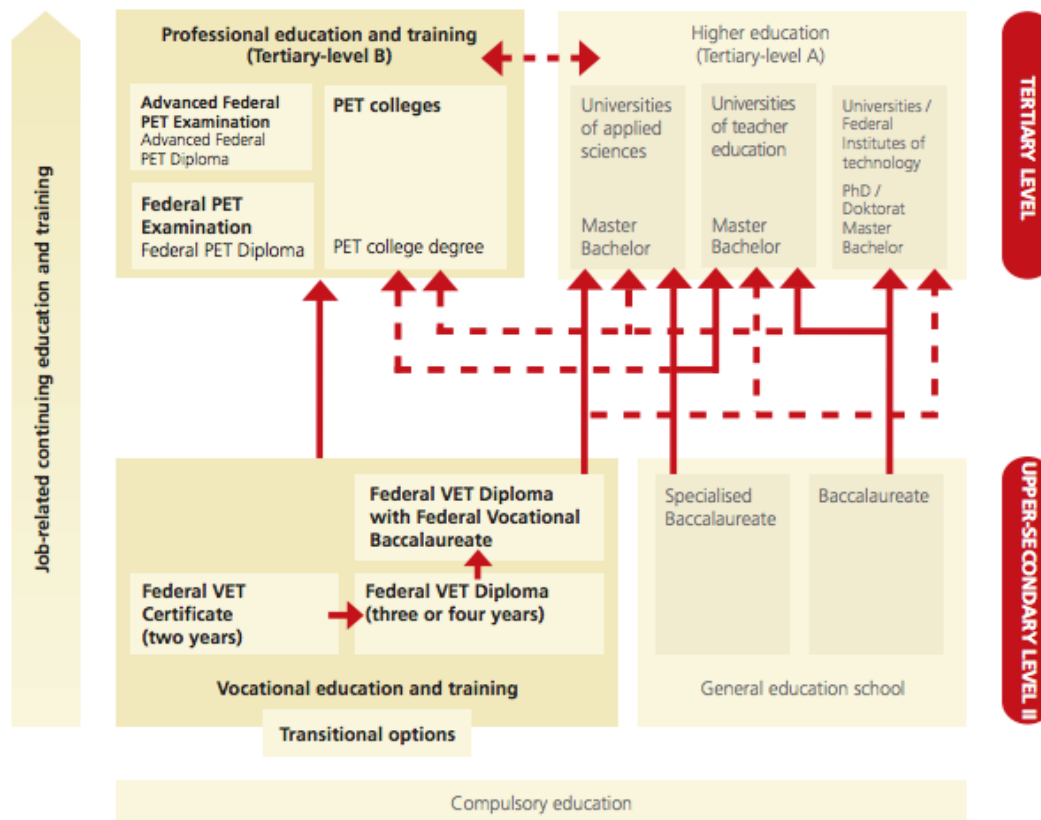 Professional education and training
(Tertiary-level B)
Higher education
(Tertiary-level A)
Advanced Federal
PET Examination
Advanced Federal
PET Diploma
Federal PET
Examination
Federal PET Diploma
PET colleges
PET college degree
Universities
of applied
sciences
Master
Bachelor
Universities
of teacher
education
Master
Bachelor
Universities /
Federal
Institutes of
technology
PhD /
Doktorat
Master
Bachelor
TERTIARY LEVEL
Job-related continuing education and training
Federal VET Diploma
with Federal Vocational
Baccalaureate
Federal VET
Certificate
(two years)
Federal VET Diploma
(three or four years)
Vocational education and training
Transitional options
Specialised
Baccalaureate
Baccalaureate
General education school
UPPER-SECONDARY LEVEL II
Compulsory education